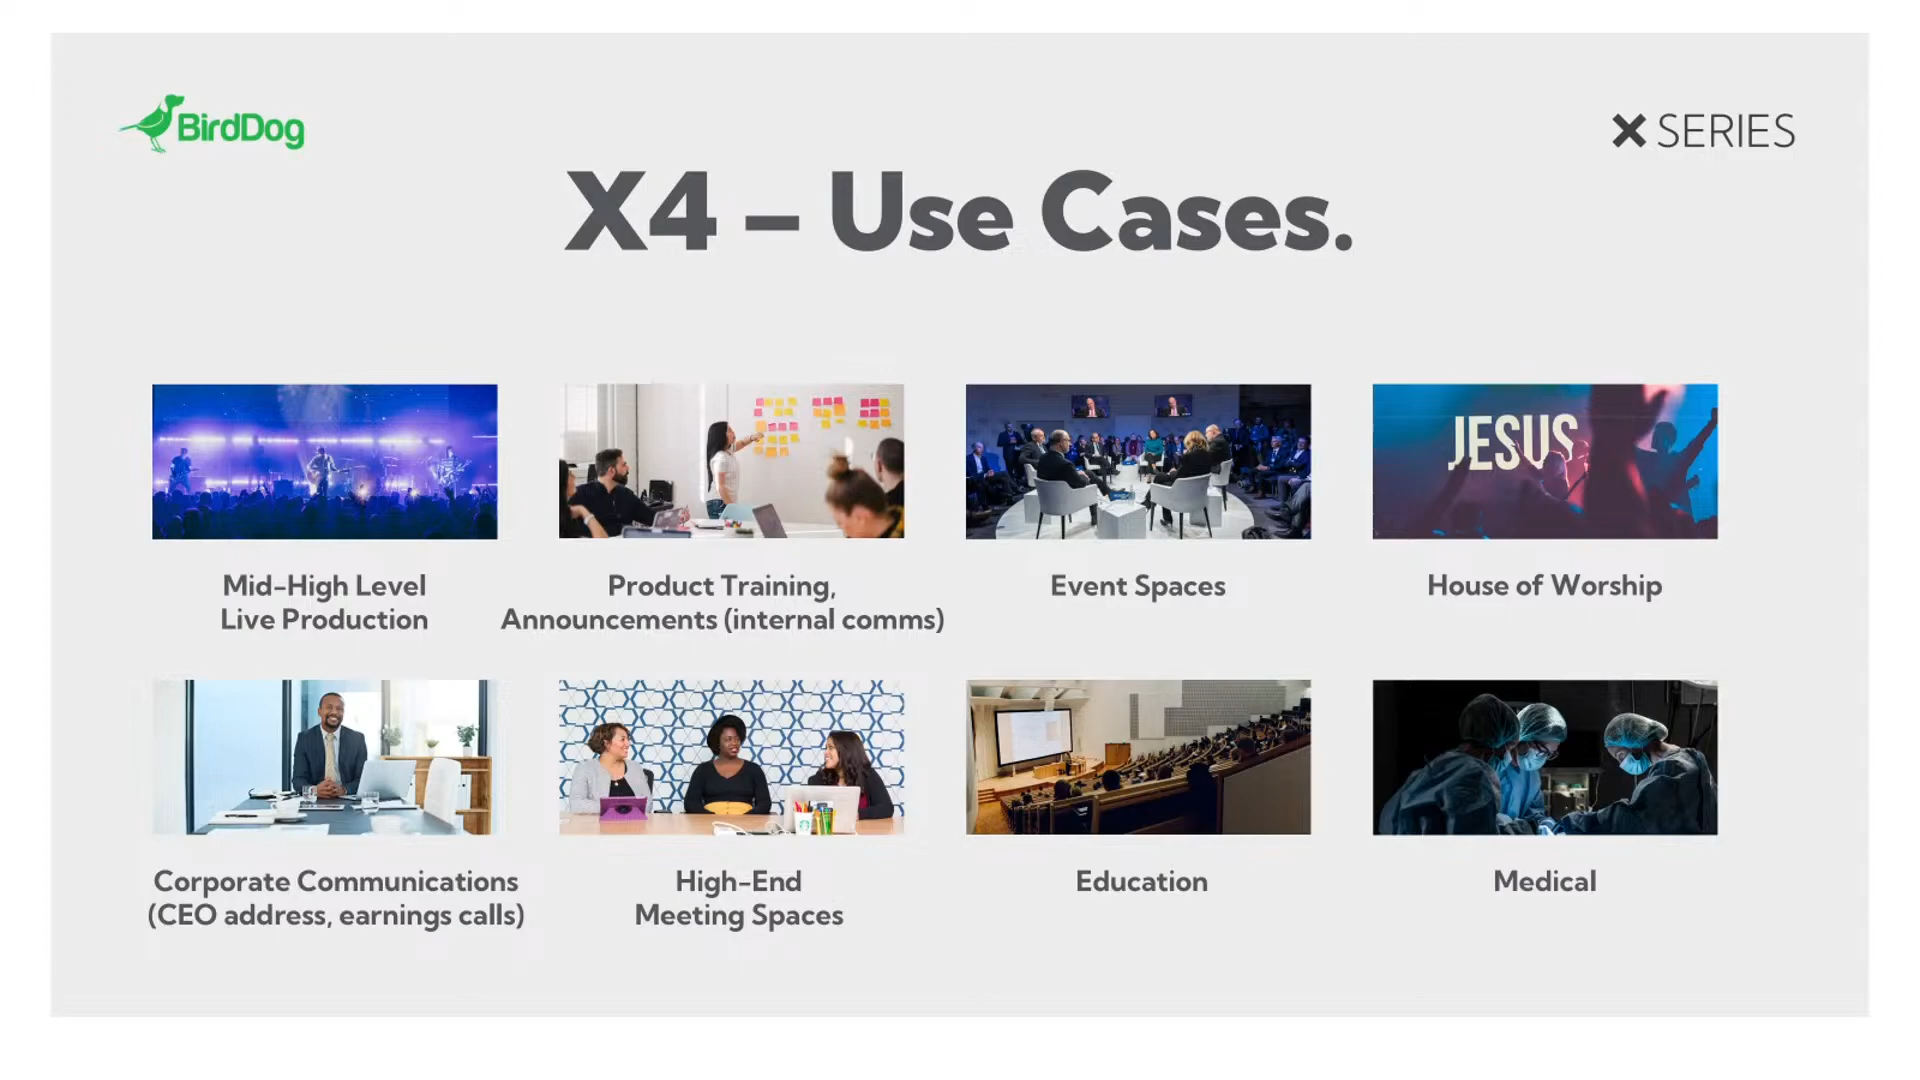 BirdDog
X SERIES
X4 – Use Cases.
JESUS
Mid-High Level
Live Production
Product Training,
Announcements (internal comms)
Event Spaces
House of Worship
Corporate Communications
(CEO address, earnings calls)
High-End
Meeting Spaces
Education
Medical